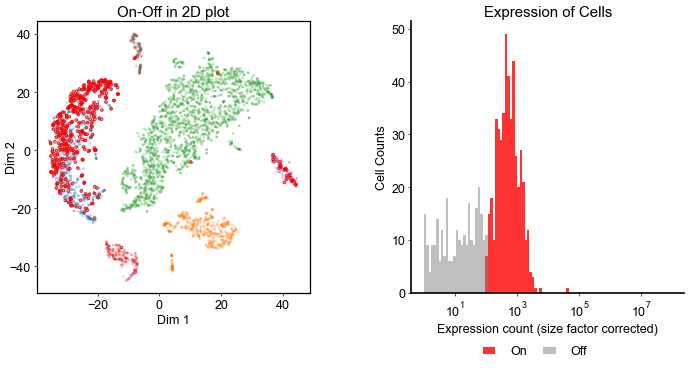 On-Off in 2D plot
Expression of Cells
40
20
0
−20
−40
Dim 2
−20
0
20
40
Dim 1
50
40
30
20
10
0
Cell Counts
10^1
10^3
10^5
10^7
Expression count (size factor corrected)
On
Off